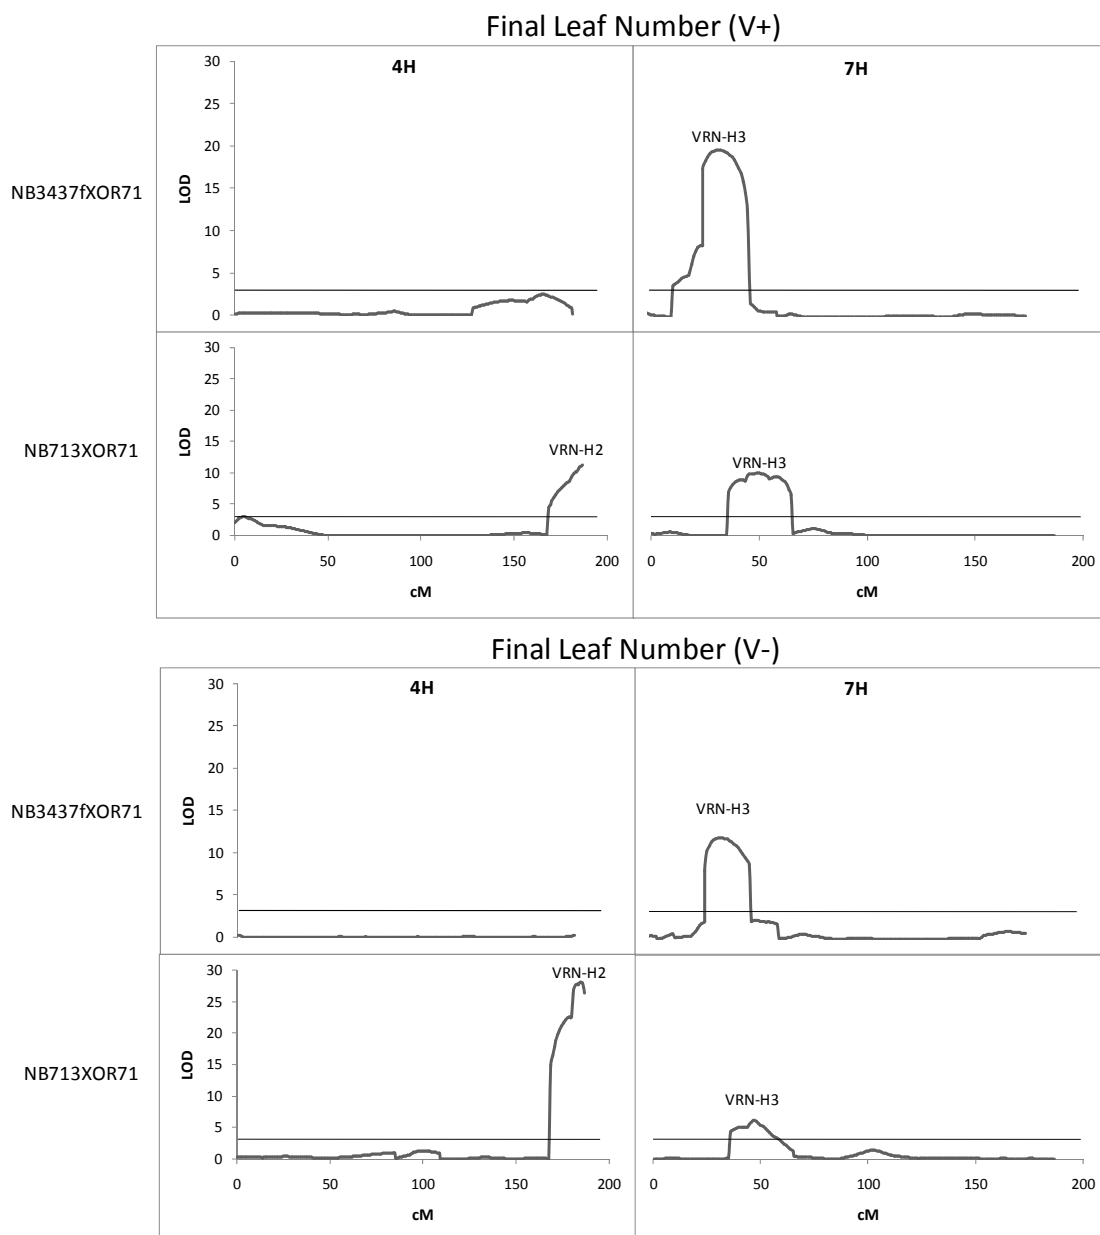 Final Leaf Number (V+)
4H
7H
30
25
20
15
10
5
0
LOD
VRN-H3
NB3437fXOR71
30
25
20
15
10
5
0
LOD
VRN-H2
VRN-H3
NB713XOR71
0 50 100 150 200
0 50 100 150 200
cM
cM
Final Leaf Number (V-)
4H
7H
30
25
20
15
10
5
0
LOD
VRN-H3
NB3437fXOR71
30
25
20
15
10
5
0
LOD
VRN-H2
VRN-H3
NB713XOR71
0 50 100 150 200
0 50 100 150 200
cM
cM